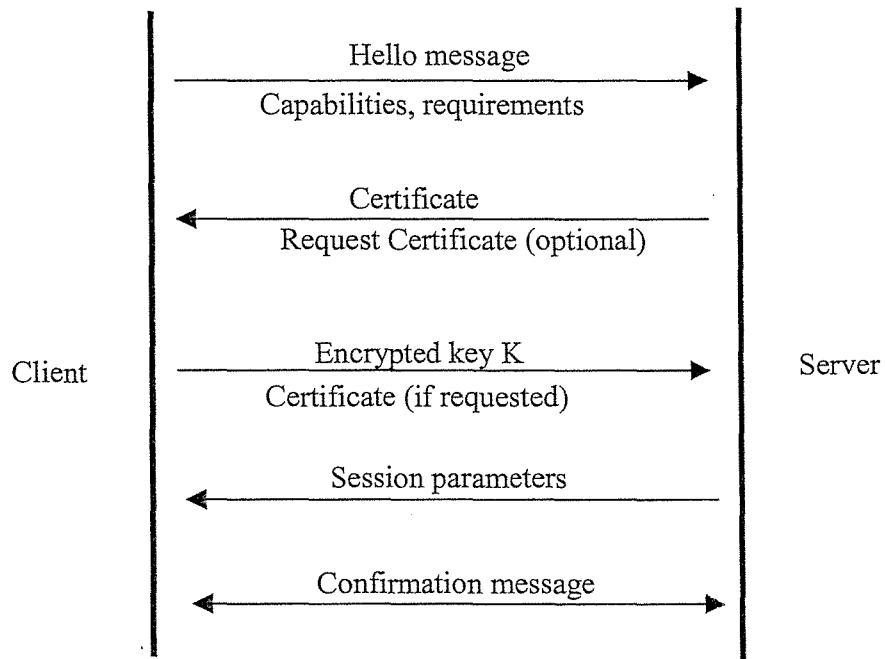 Hello message
Capabilities, requirements
Certificate
Request Certificate (optional)
Client
Encrypted key K
Certificate (if requested)
Server
Session parameters
Confirmation message